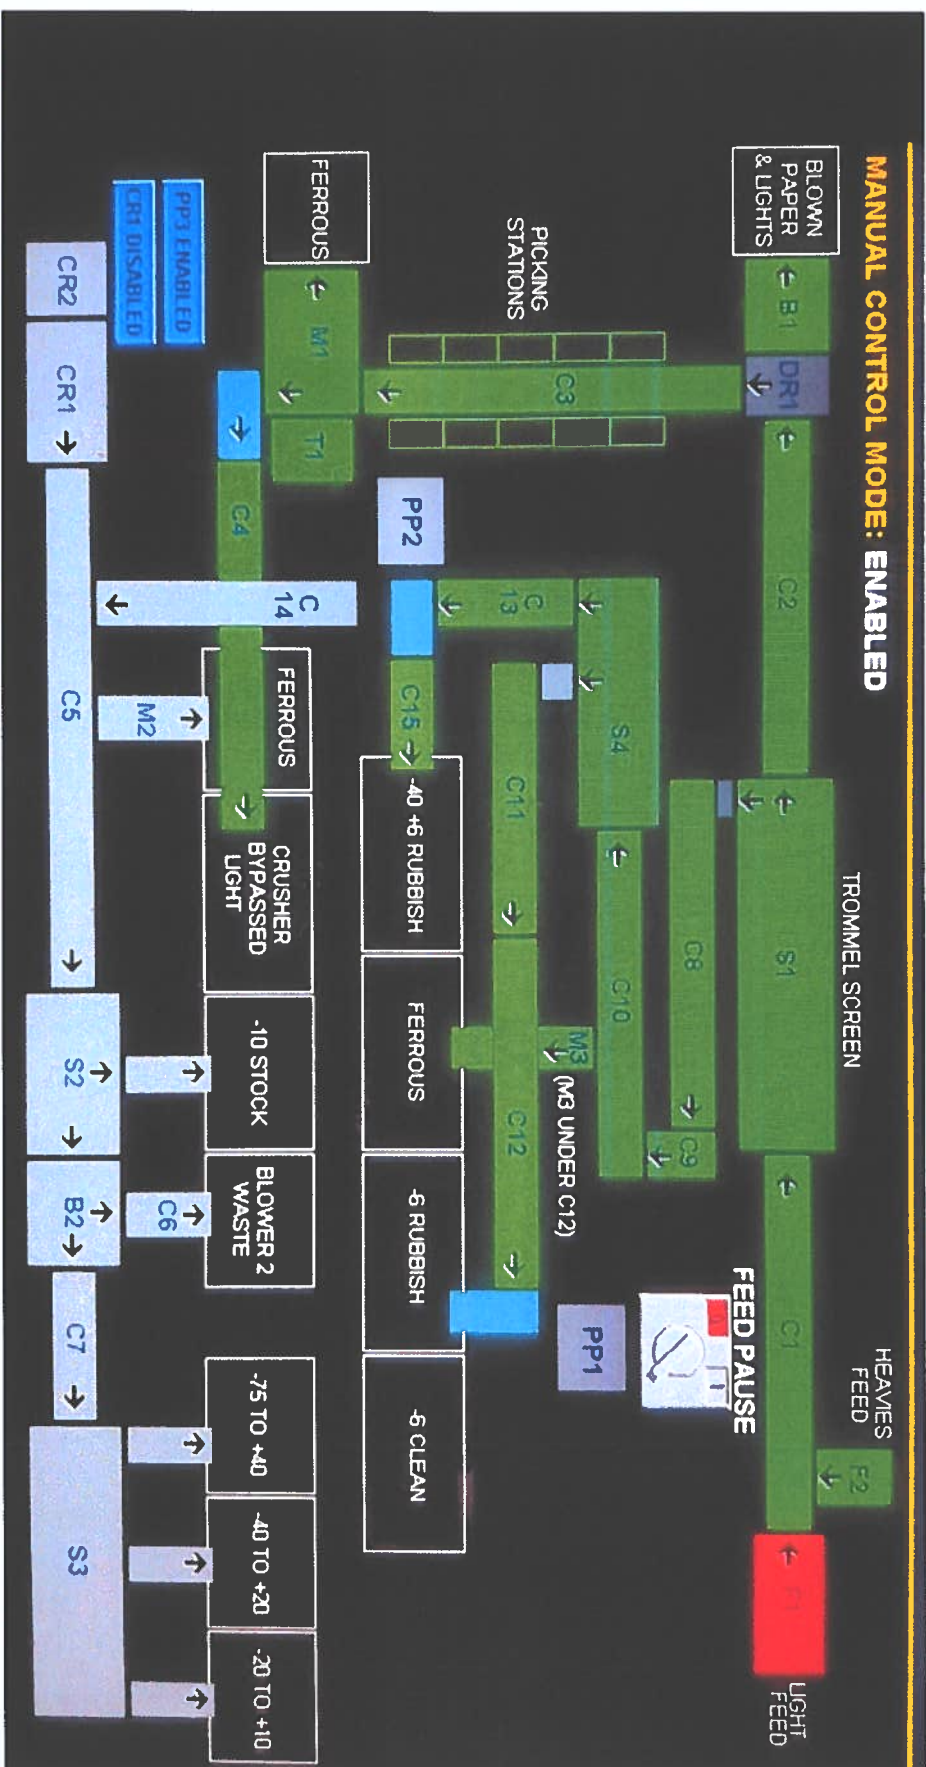 MANUAL CONTROL MODE: ENABLED
BLOWN
PAPER
& LIGHTS
B1
DR1
C2
TROMMEL SCREEN
S1
C1
HEAVIES
FEED
F2
F1
LIGHT
FEED
FEED PAUSE
0
I
PP1
C8
C9
S4
C10
M3
(M3 UNDER C12)
C11
C12
PICKING
STATIONS
C3
C
13
PP2
C15
-40 +6 RUBBISH
FERROUS
-6 RUBBISH
-6 CLEAN
FERROUS
M1
T1
C4
C
14
FERROUS
CRUSHER
BYPASSED
LIGHT
-10 STOCK
BLOWER 2
WASTE
-75 TO +40
-40 TO +20
-20 TO +10
PP3 ENABLED
CR1 DISABLED
M2
C6
CR2
CR1
C5
S2
B2
C7
S3